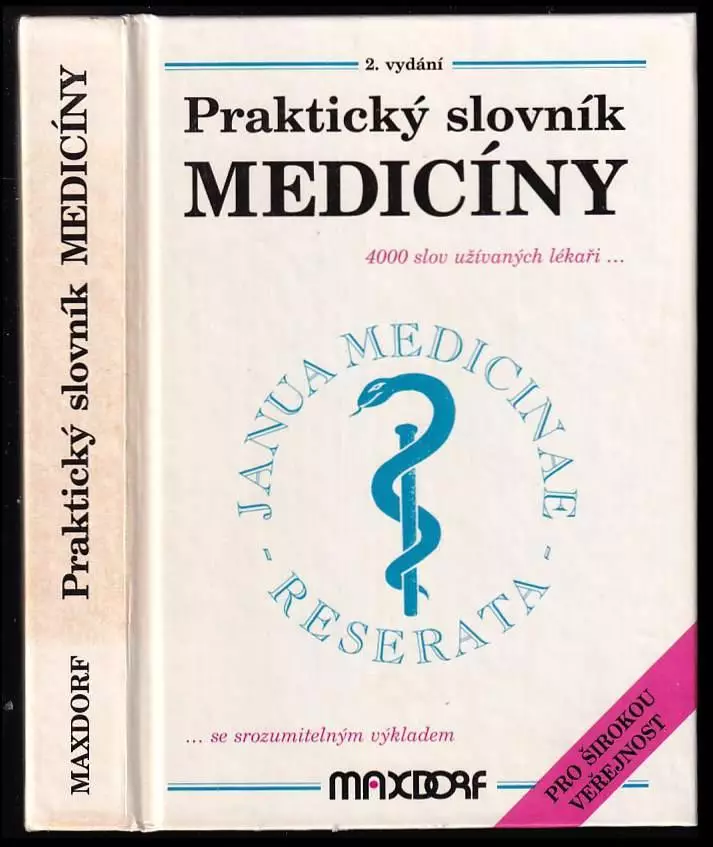 MAXDORF Praktický slovník MEDICÍNY
2. vydání
Praktický slovník
MEDICÍNY
4000 slov užívaných lékaři ...
JANUA MEDICINAE
- RESERATA -
... se srozumitelným výkladem
MAXDORF
PRO ŠIROKOU
VEŘEJNOST